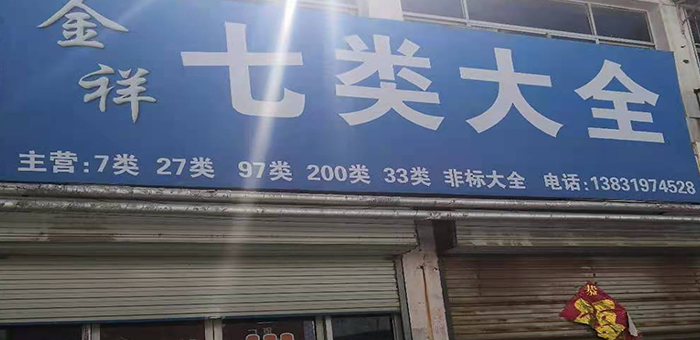 金祥
七类大全
主营:7类 27类 97类 200类 33类 非标大全 电话:13831974528